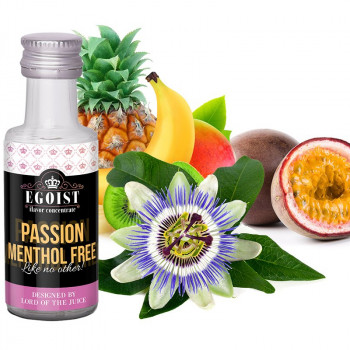 EGOIST
flavor concentrate
PASSION
MENTHOL FREE
Like no other!
DESIGNED BY
LORD OF THE JUICE